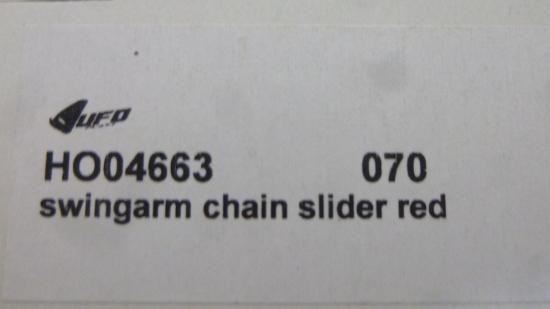 UFO
HO04663 070
swingarm chain slider red